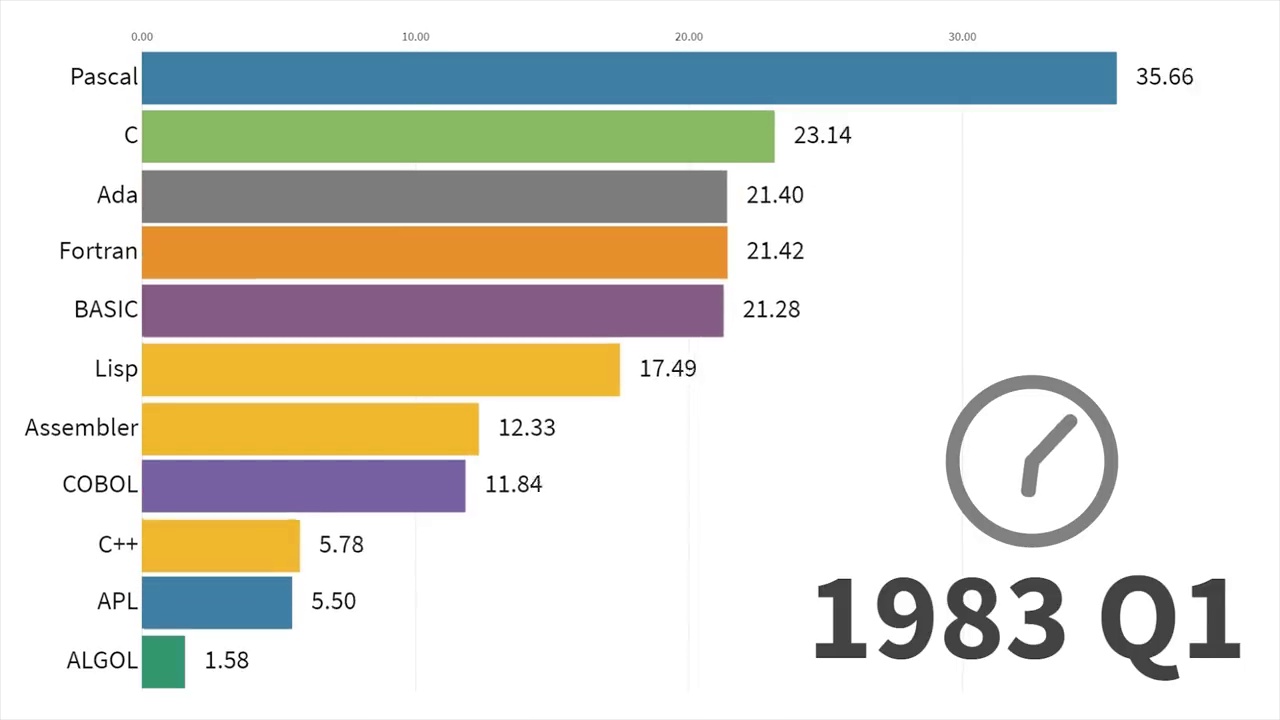 0.00 10.00 20.00 30.00
Pascal 35.66
C 23.14
Ada 21.40
Fortran 21.42
BASIC 21.28
Lisp 17.49
Assembler 12.33
COBOL 11.84
C++ 5.78
APL 5.50
ALGOL 1.58
1983 Q1